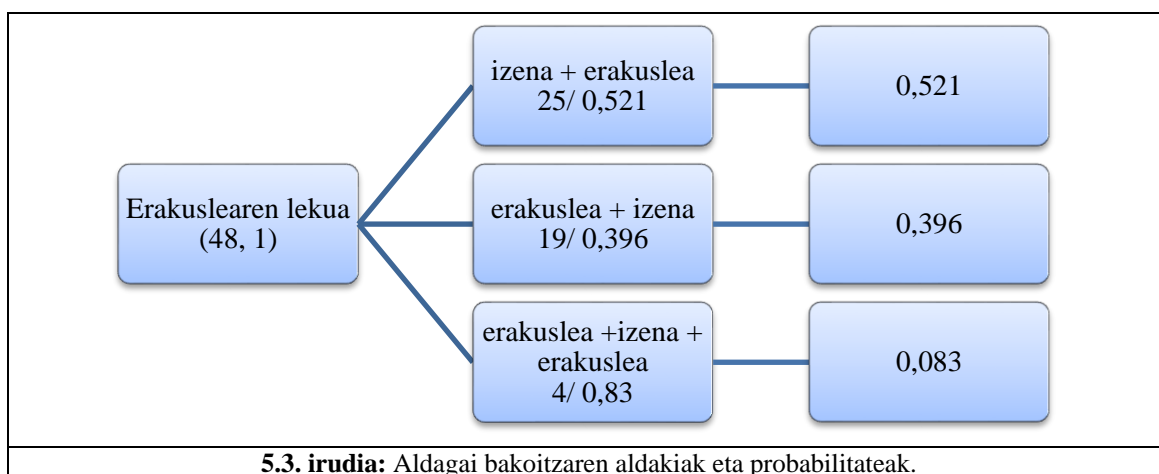 izena + erakuslea
25/ 0,521
0,521
Erakuslearen lekua
(48, 1)
erakuslea + izena
19/ 0,396
0,396
erakuslea +izena +
erakuslea
4/ 0,83
0,083
5.3. irudia: Aldagai bakoitzaren aldakiak eta probabilitateak.